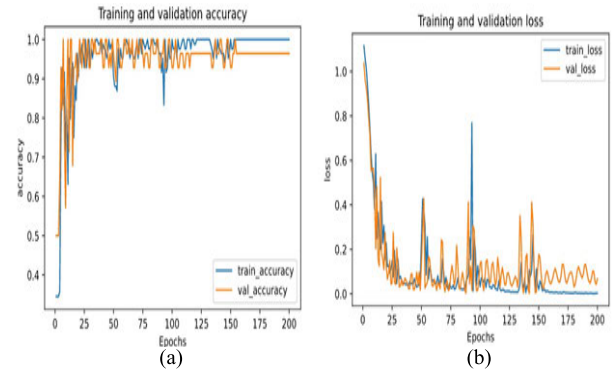 Training and validation accuracy
1.0
0.9
0.8
0.7
0.6
0.5
0.4
accuracy
train_accuracy
val_accuracy
0 25 50 75 100 125 150 175 200
Epochs
(a)
Training and validation loss
train_loss
val_loss
1.0
0.8
0.6
0.4
0.2
0.0
loss
0 25 50 75 100 125 150 175 200
Epochs
(b)